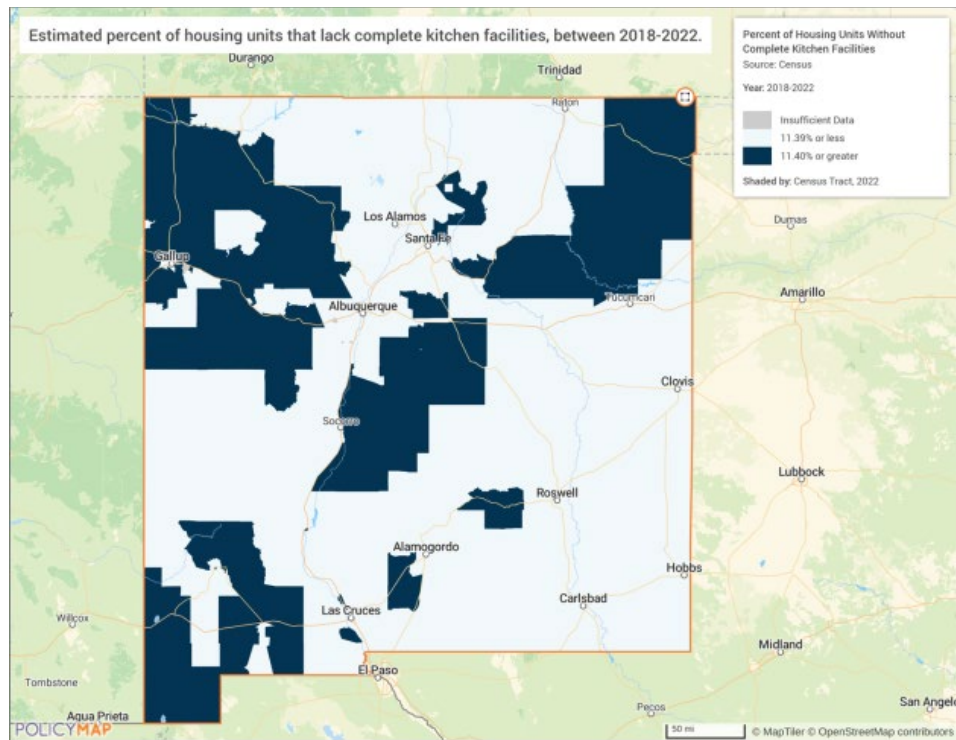 Estimated percent of housing units that lack complete kitchen facilities, between 2018-2022.
Percent of Housing Units Without
Complete Kitchen Facilities
Source: Census
Year: 2018-2022
Insufficient Data
11.39% or less
11.40% or greater
Shaded by: Census Tract, 2022
Durango
Trinidad
Raton
Dumas
Los Alamos
Santa Fe
Gallup
Tucumcari
Amarillo
Albuquerque
Clovis
Socorro
Lubbock
Roswell
Alamogordo
Hobbs
Carlsbad
Las Cruces
Willcox
Midland
El Paso
Tombstone
Pecos
San Angelo
Agua Prieta
POLICYMAP
50 mi
© MapTiler © OpenStreetMap contributors